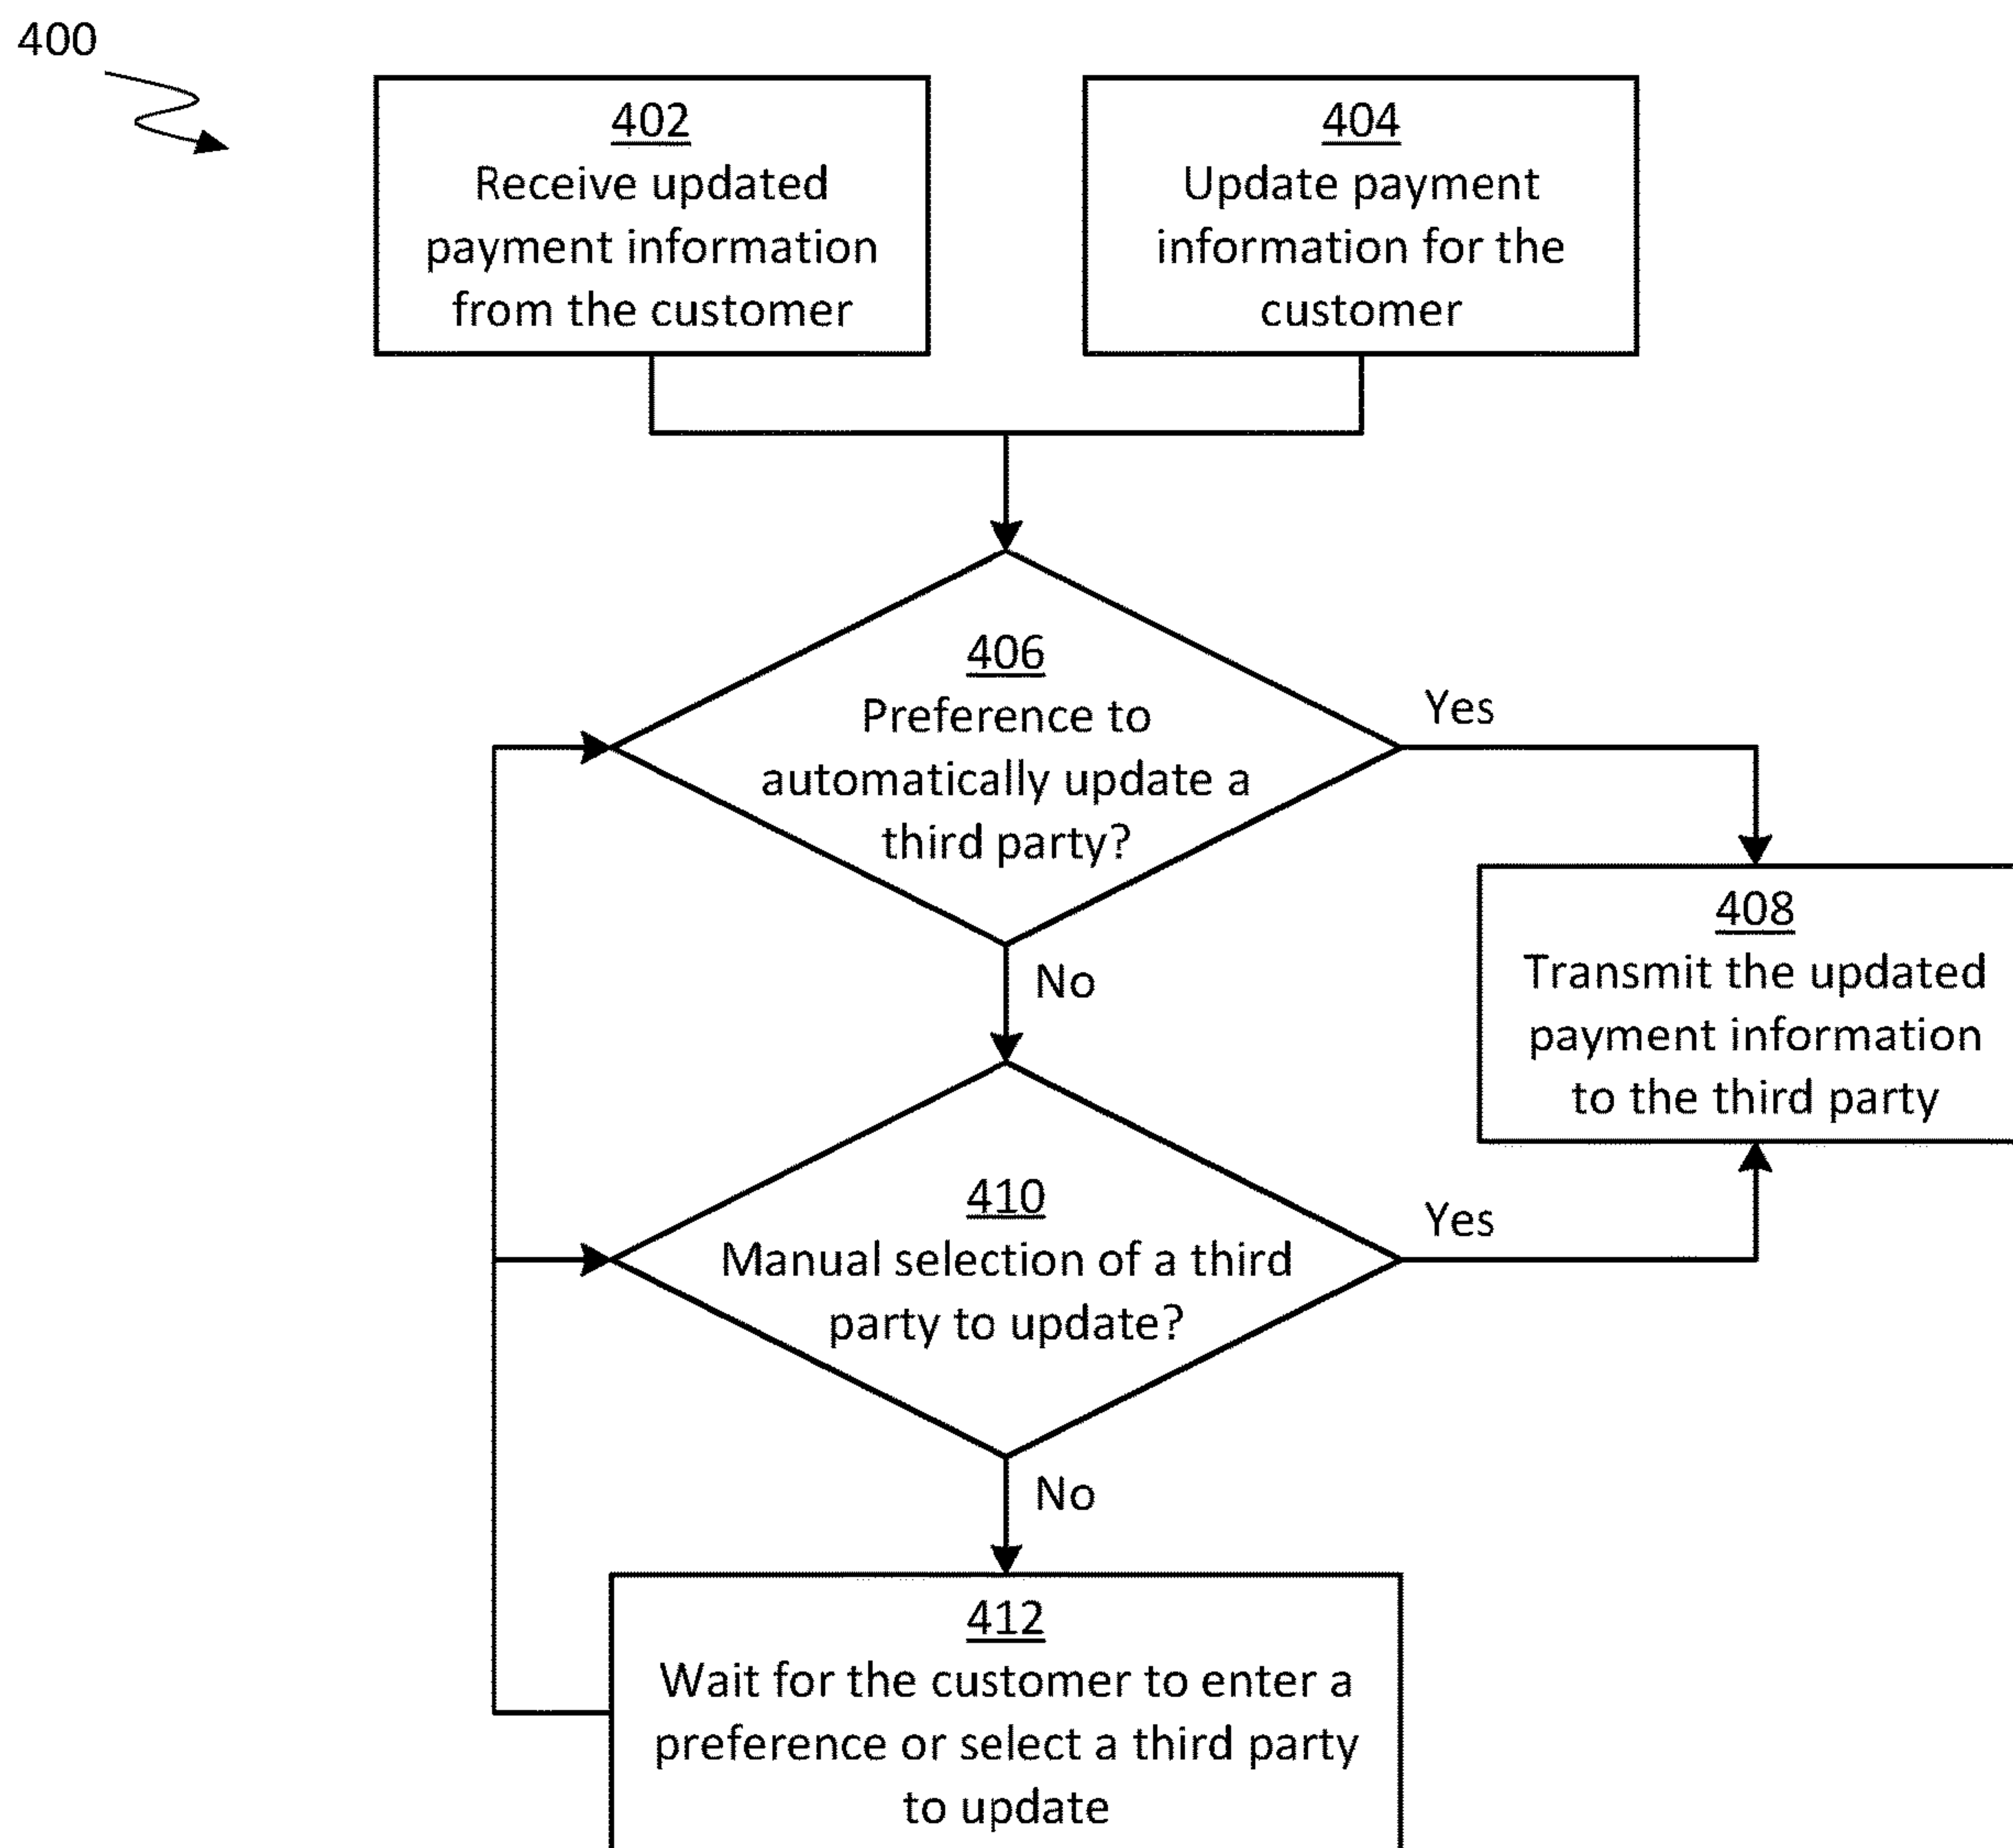 400
402
Receive updated
payment information
from the customer
404
Update payment
information for the
customer
406
Preference to
automatically update a
third party?
Yes
No
408
Transmit the updated
payment information
to the third party
410
Manual selection of a third
party to update?
Yes
No
412
Wait for the customer to enter a
preference or select a third party
to update